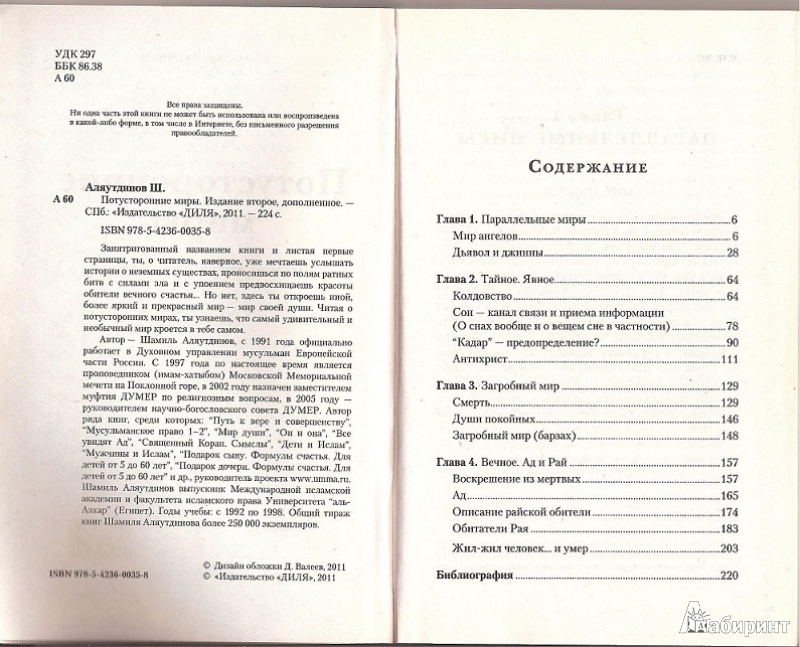 УДК 297
ББК 86.38
А 60
Все права защищены.
Ни одна часть этой книги не может быть использована или воспроизведена
в какой-либо форме, в том числе в Интернете, без письменного разрешения
правообладателей.
Аляутдинов Ш.
А 60 Потусторонние миры. Издание второе, дополненное. —
СПб.: «Издательство «ДИЛЯ», 2011. — 224 с.
ISBN 978-5-4236-0035-8
Заинтригованный названием книги и листая первые
страницы, ты, о читатель, наверное, уже мечтаешь услышать
истории о неземных существах, проносишься по полям ратных
битв с силами зла и с упоением предвосхищаешь красоты
обители вечного счастья... Но нет, здесь ты откроешь иной,
более яркий и прекрасный мир — мир своей души. Читая о
потусторонних мирах, ты узнаешь, что самый удивительный и
необычный мир кроется в тебе самом.
Автор — Шамиль Аляутдинов, с 1991 года официально
работает в Духовном управлении мусульман Европейской
части России. С 1997 года по настоящее время является
проповедником (имам-хатыбом) Московской Мемориальной
мечети на Поклонной горе, в 2002 году назначен заместителем
муфтия ДУМЕР по религиозным вопросам, в 2005 году —
руководителем научно-богословского совета ДУМЕР. Автор
ряда книг, среди которых: "Путь к вере и совершенству",
"Мусульманское право 1–2", "Мир души", "Он и она", "Все
увидят Ад", "Священный Коран. Смыслы", "Дети и Ислам",
"Мужчины и Ислам", "Подарок сыну. Формулы счастья. Для
детей от 5 до 60 лет", "Подарок дочери. Формулы счастья. Для
детей от 5 до 60 лет" и др., руководитель проекта www.umma.ru.
Шамиль Аляутдинов выпускник Международной исламской
академии и факультета исламского права Университета "аль-
Азхар" (Египет). Годы учебы: с 1992 по 1998. Общий тираж
книг Шамиля Аляутдинова более 250 000 экземпляров.
© Дизайн обложки Д. Валеев, 2011
ISBN 978-5-4236-0035-8 © «Издательство «ДИЛЯ», 2011
Содержание
Глава 1. Параллельные миры 6
Мир ангелов 6
Дьявол и джинны 28
Глава 2. Тайное. Явное 64
Колдовство 64
Сон — канал связи и приема информации
(О снах вообще и о вещем сне в частности) 78
"Кадар" — предопределение? 90
Антихрист 111
Глава 3. Загробный мир 129
Смерть 129
Души покойных 146
Загробный мир (барзах) 148
Глава 4. Вечное. Ад и Рай 157
Воскрешение из мертвых 157
Ад 165
Описание райской обители 174
Обитатели Рая 183
Жил-жил человек... и умер 203
Библиография 220
Лабиринт